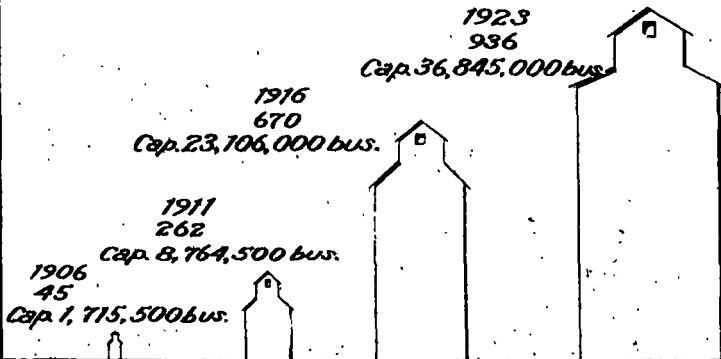 1923
936
Cap. 36,845,000 bus.
1916
670
Cap. 23,106,000 bus.
1911
262
Cap. 8,764,500 bus.
1906
45
Cap. 1,715,500 bus.